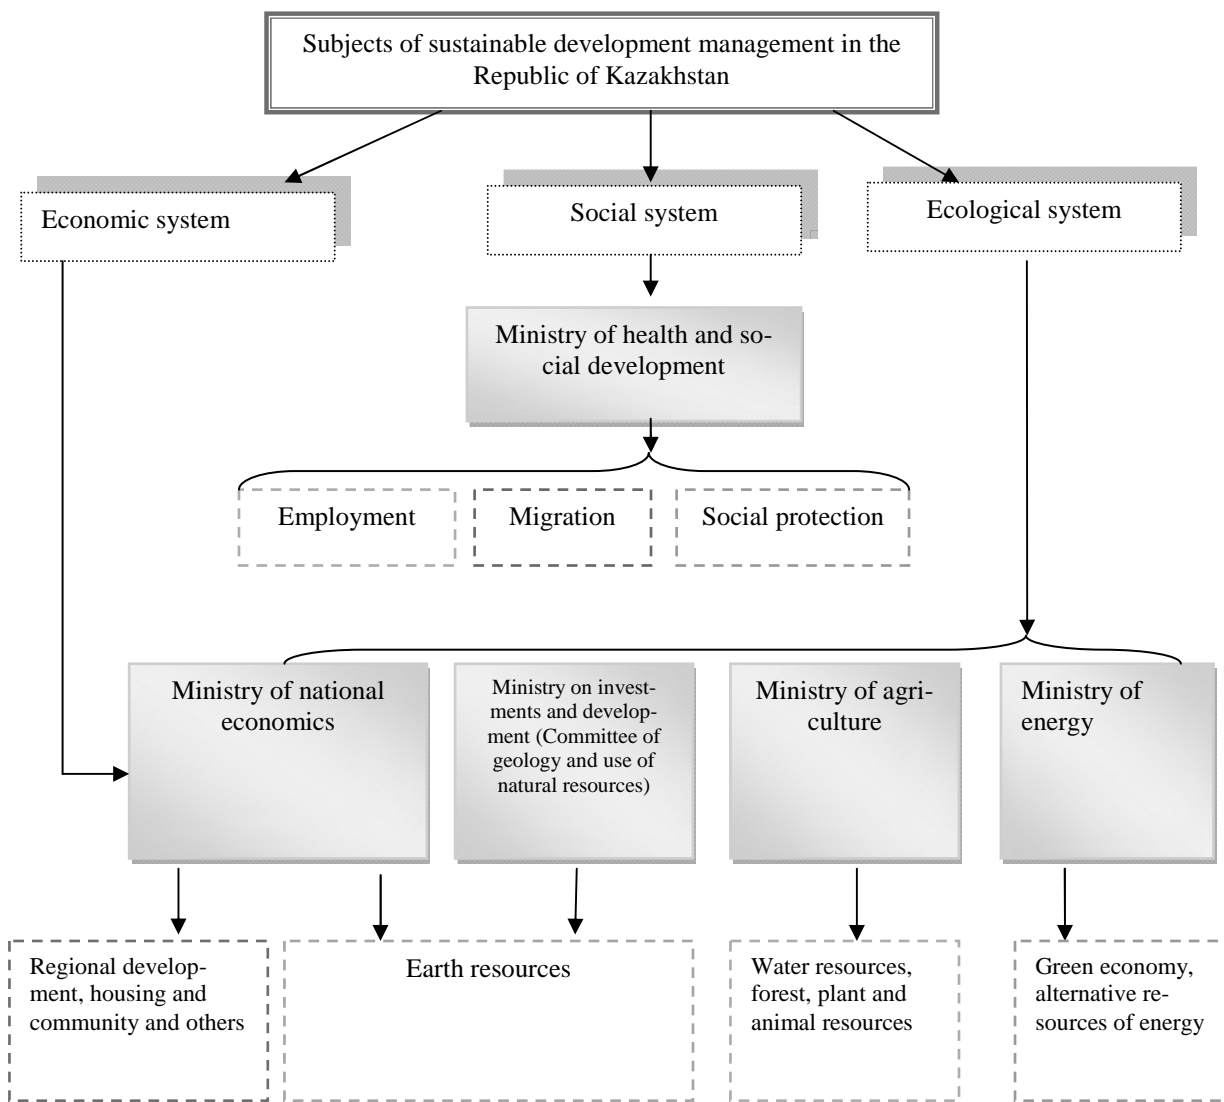 Subjects of sustainable development management in the
Republic of Kazakhstan
Economic system
Social system
Ecological system
Ministry of health and so-
cial development
Employment
Migration
Social protection
Ministry of national
economics
Ministry on invest-
ments and develop-
ment (Committee of
geology and use of
natural resources)
Ministry of agri-
culture
Ministry of
energy
Regional develop-
ment, housing and
community and others
Earth resources
Water resources,
forest, plant and
animal resources
Green economy,
alternative re-
sources of energy